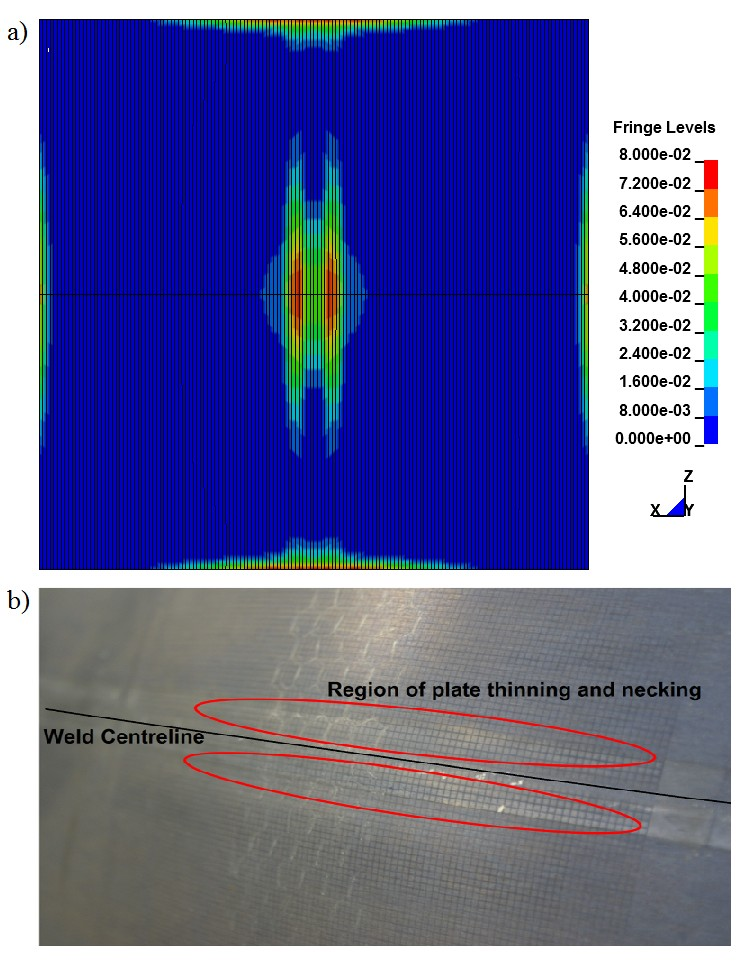 a)
Fringe Levels
8.000e-02
7.200e-02
6.400e-02
5.600e-02
4.800e-02
4.000e-02
3.200e-02
2.400e-02
1.600e-02
8.000e-03
0.000e+00
Z
X Y
b)
Region of plate thinning and necking
Weld Centreline